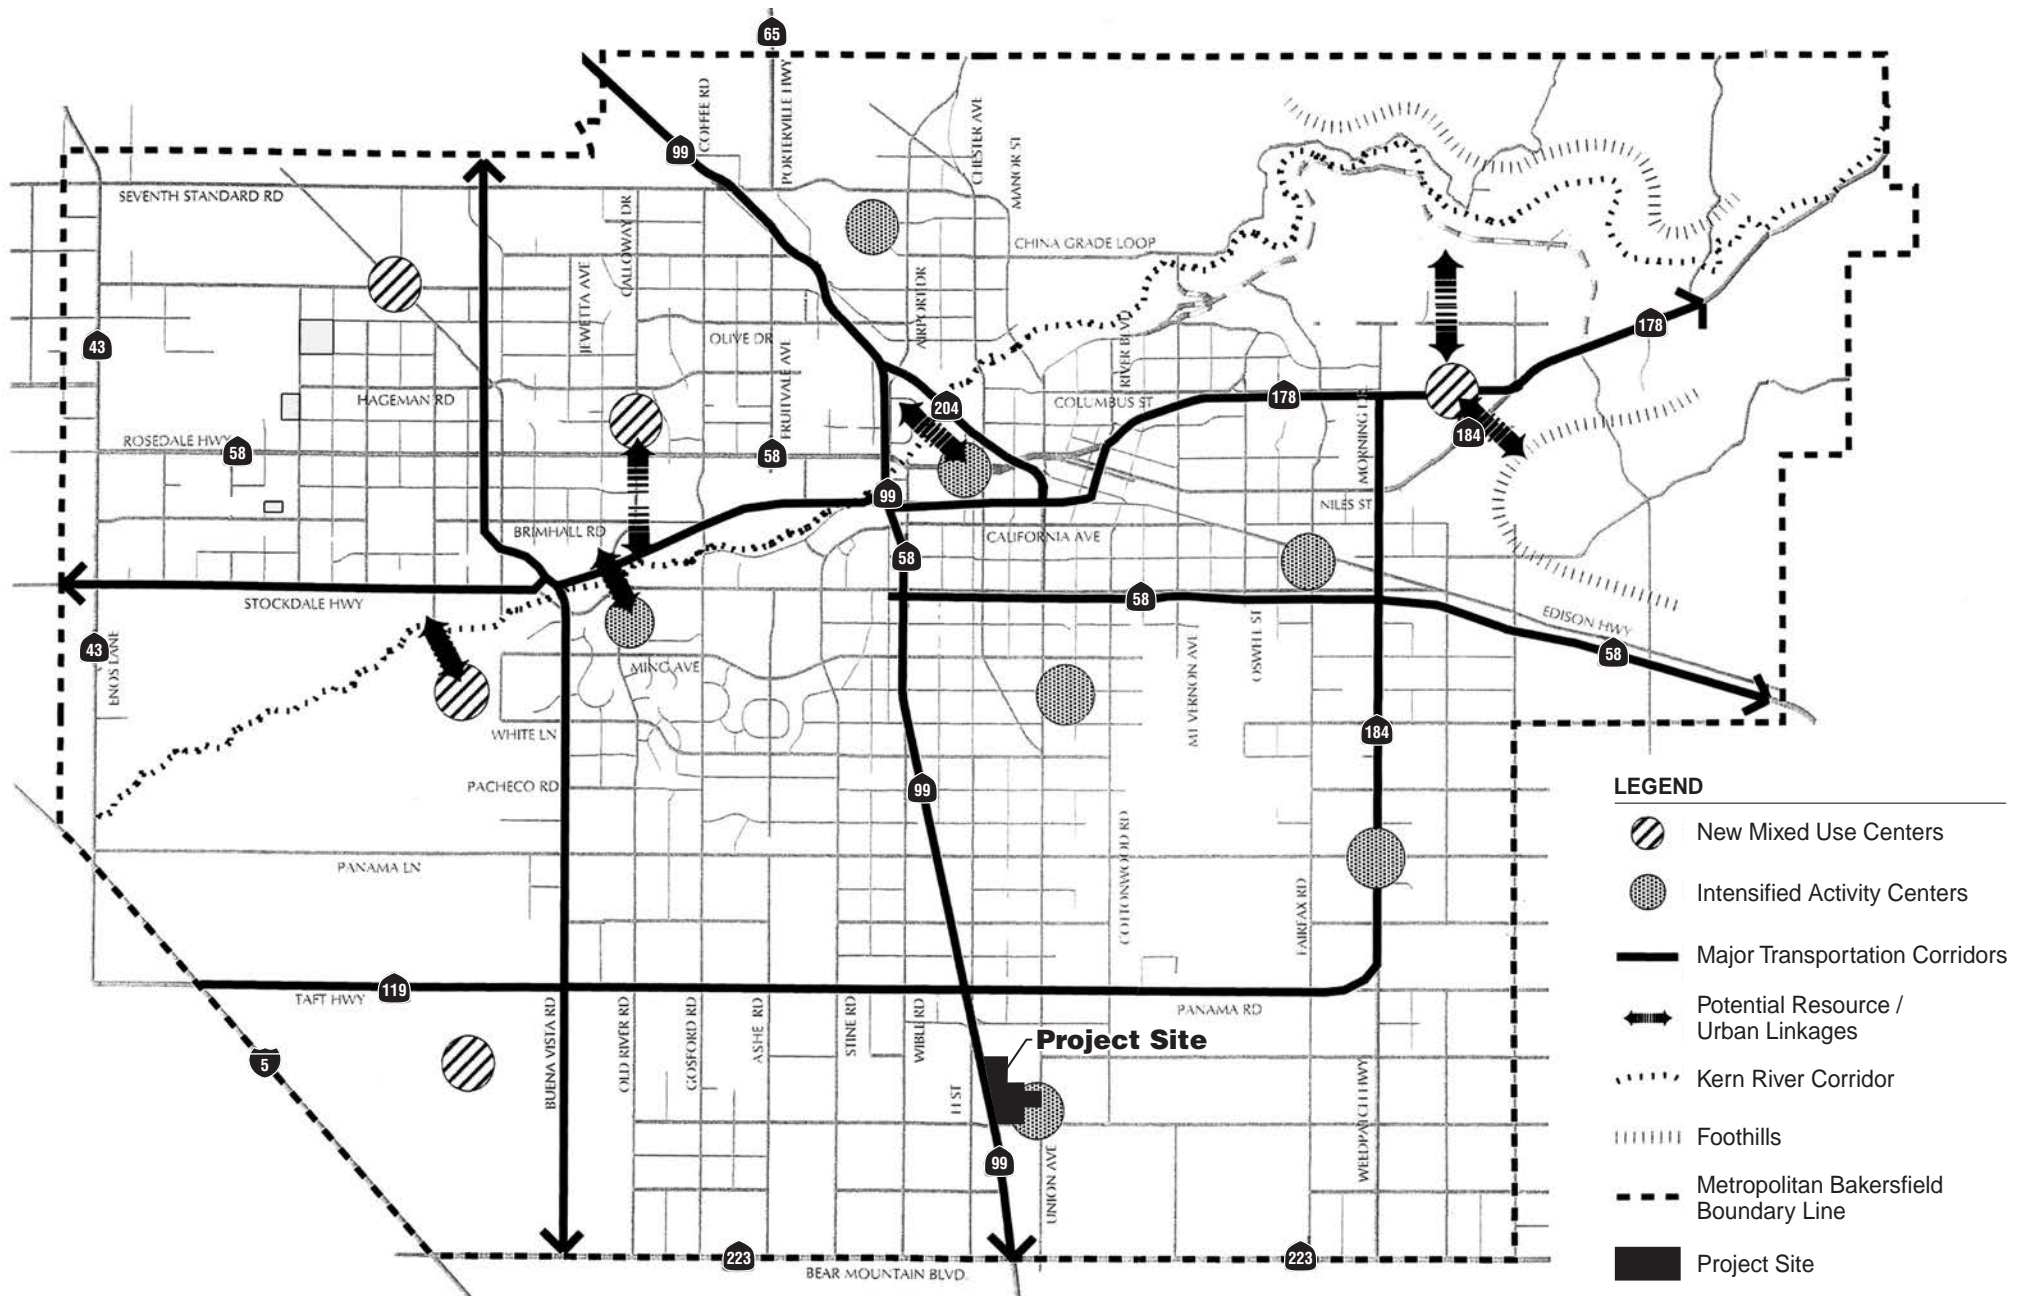 65
PORTERVILLE HWY
COFFEE RD
CHESTER AVE
MANOR ST
99
SEVENTH STANDARD RD
CALLOWAY DR
CHINA GRADE LOOP
JEWETTA AVE
AIRPORT DR
43
OLIVE DR
FRUITVALE AVE
RIVER BLVD
178
HAGEMAN RD
204
COLUMBUS ST
178
MORNING DR
184
ROSEDALE HWY
58
58
99
NILES ST
BRIMHALL RD
CALIFORNIA AVE
58
STOCKDALE HWY
58
EDISON HWY
58
43
ENOS LANE
MING AVE
MT VERNON AVE
OSWELL ST
WHITE LN
184
PACHECO RD
99
COTTONWOOD RD
PANAMA LN
FAIRFAX RD
119
TAFT HWY
PANAMA RD
BUENA VISTA RD
OLD RIVER RD
GOSFORD RD
ASHE RD
STINE RD
WIBLE RD
Project Site
5
H ST
WEEDPATCH HWY
99
UNION AVE
223
223
BEAR MOUNTAIN BLVD.
LEGEND
New Mixed Use Centers
Intensified Activity Centers
Major Transportation Corridors
Potential Resource /
Urban Linkages
Kern River Corridor
Foothills
Metropolitan Bakersfield
Boundary Line
Project Site